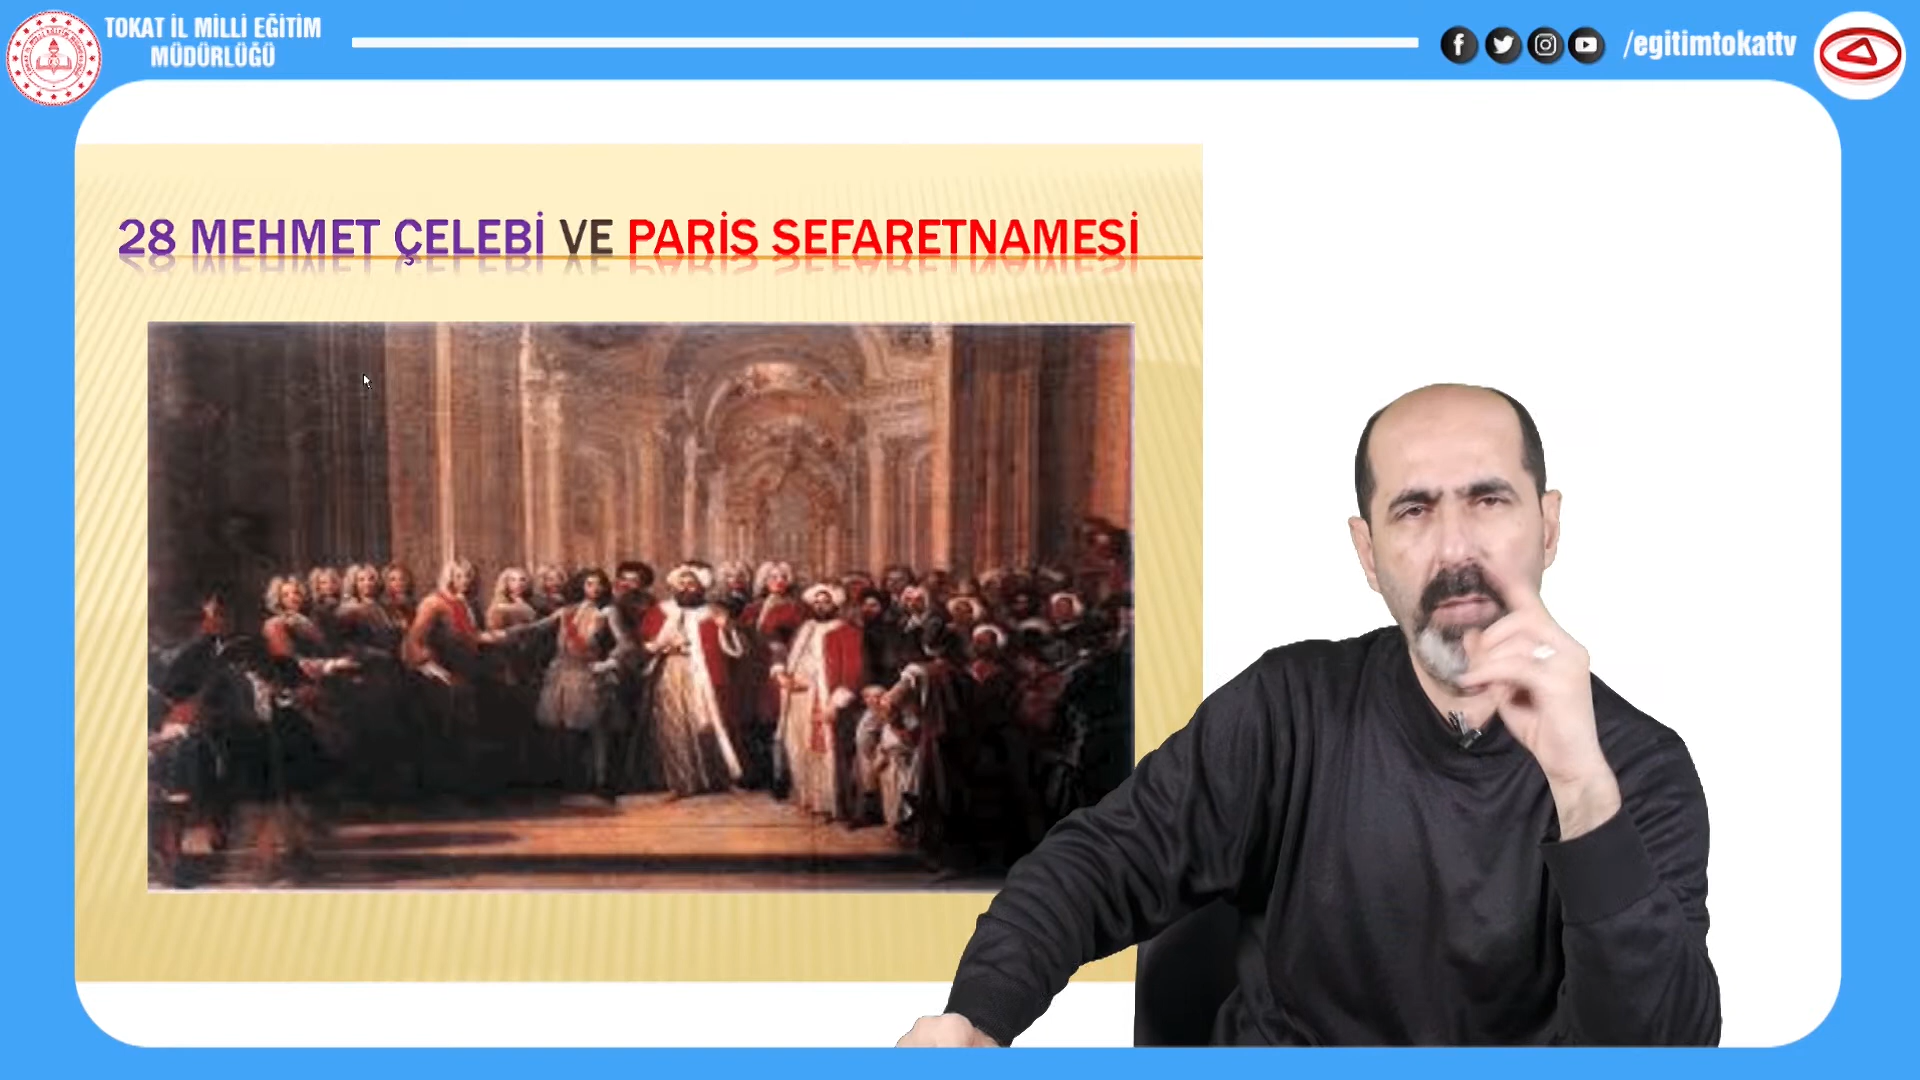 TOKAT İL MİLLİ EĞİTİM
MÜDÜRLÜĞÜ
/egitimtokattv
28 MEHMET ÇELEBİ VE PARİS SEFARETNAMESİ